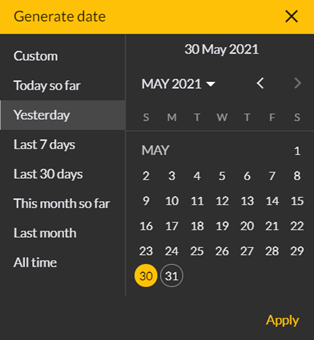 Generate date
Custom
Today so far
Yesterday
Last 7 days
Last 30 days
This month so far
Last month
All time
30 May 2021
MAY 2021
S M T W T F S
MAY 1
2 3 4 5 6 7 8
9 10 11 12 13 14 15
16 17 18 19 20 21 22
23 24 25 26 27 28 29
30 31
Apply